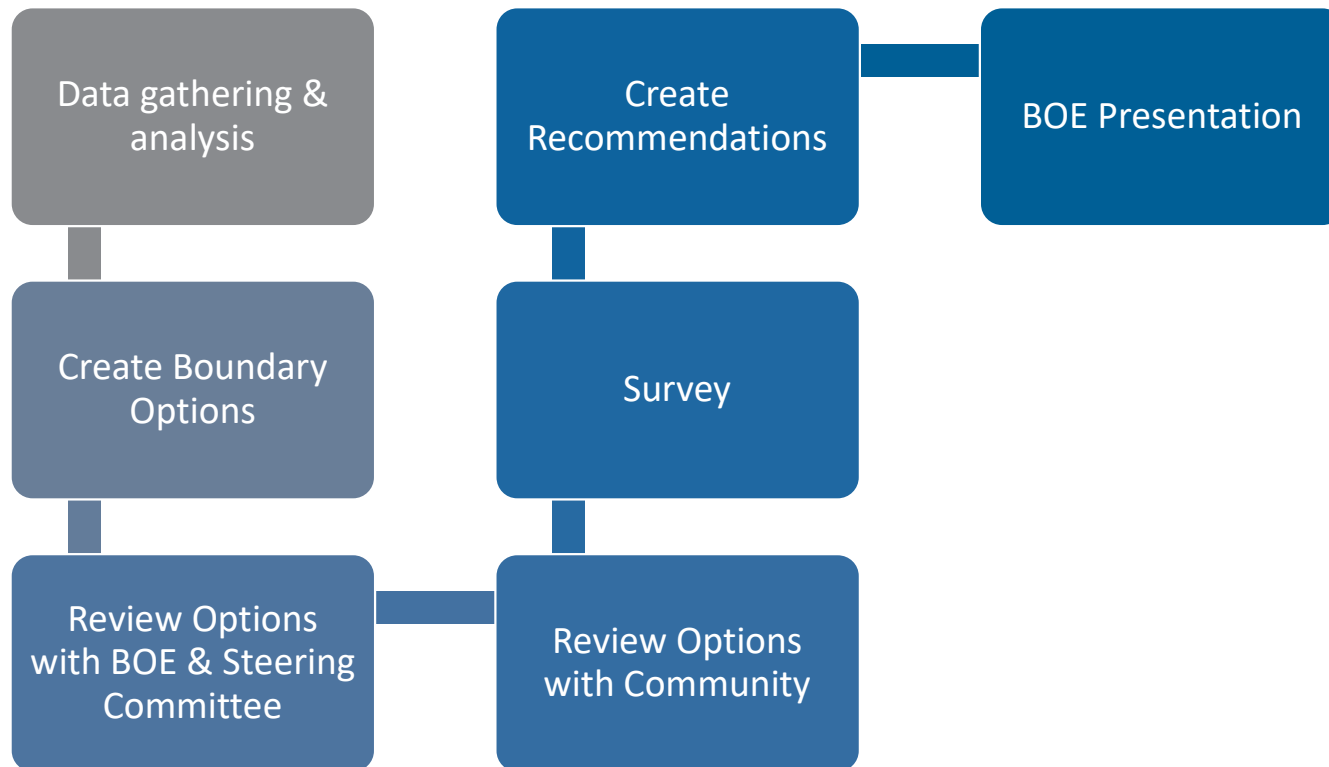 Data gathering &
analysis
Create Boundary
Options
Review Options
with BOE & Steering
Committee
Review Options
with Community
Survey
Create
Recommendations
BOE Presentation